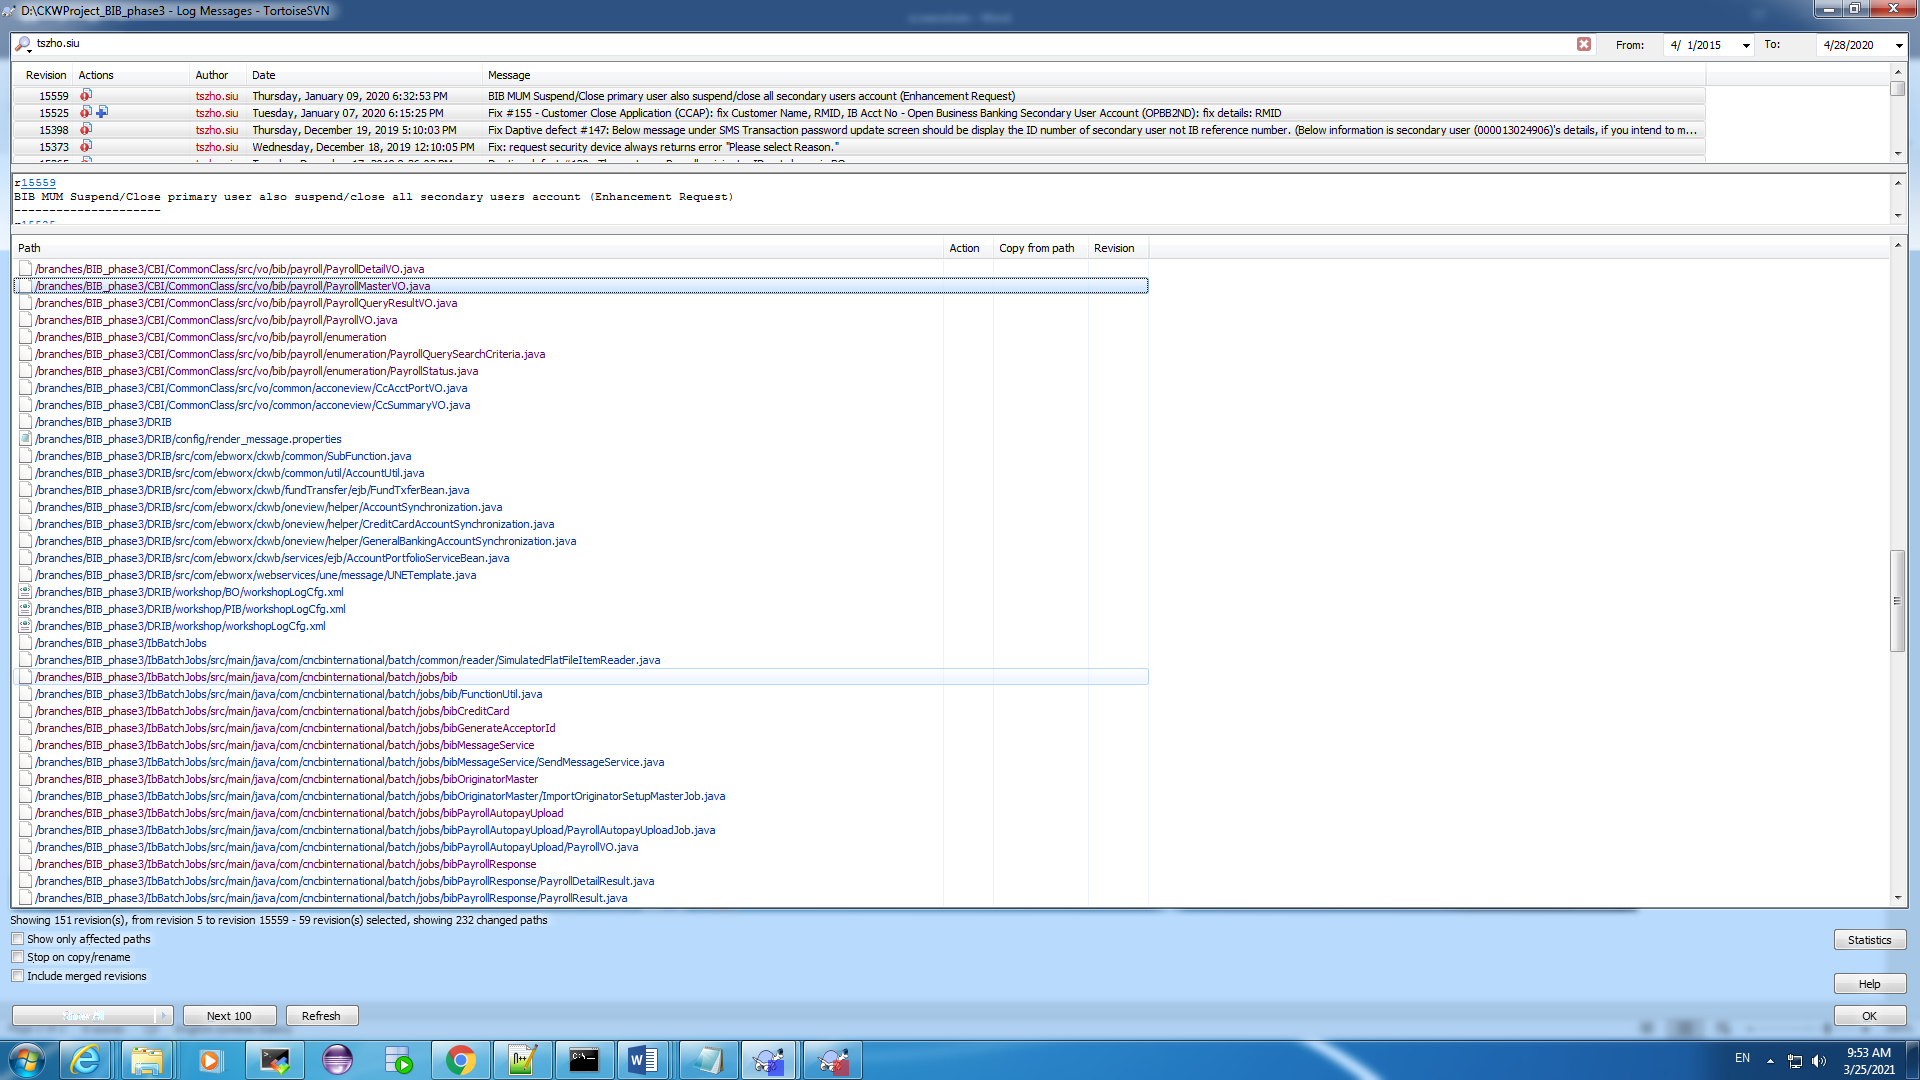 D:\CKWProject_BIB_phase3 - Log Messages - TortoiseSVN
tszho.siu
From: 4/ 1/2015 To: 4/28/2020
Revision Actions Author Date Message
15559 tszho.siu Thursday, January 09, 2020 6:32:53 PM BIB MUM Suspend/Close primary user also suspend/close all secondary users account (Enhancement Request)
15525 tszho.siu Tuesday, January 07, 2020 6:15:25 PM Fix #155 - Customer Close Application (CCAP): fix Customer Name, RMID, IB Acct No - Open Business Banking Secondary User Account (OPBB2ND): fix details: RMID
15398 tszho.siu Thursday, December 19, 2019 5:10:03 PM Fix Daptive defect #147: Below message under SMS Transaction password update screen should be display the ID number of secondary user not IB reference number. (Below information is secondary user (000013024906)'s details, if you intend to m...
15373 tszho.siu Wednesday, December 18, 2019 12:10:05 PM Fix: request security device always returns error "Please select Reason."
r15559
BIB MUM Suspend/Close primary user also suspend/close all secondary users account (Enhancement Request)
---------------------
Path Action Copy from path Revision
/branches/BIB_phase3/CBI/CommonClass/src/vo/bib/payroll/PayrollDetailVO.java
/branches/BIB_phase3/CBI/CommonClass/src/vo/bib/payroll/PayrollMasterVO.java
/branches/BIB_phase3/CBI/CommonClass/src/vo/bib/payroll/PayrollQueryResultVO.java
/branches/BIB_phase3/CBI/CommonClass/src/vo/bib/payroll/PayrollVO.java
/branches/BIB_phase3/CBI/CommonClass/src/vo/bib/payroll/enumeration
/branches/BIB_phase3/CBI/CommonClass/src/vo/bib/payroll/enumeration/PayrollQuerySearchCriteria.java
/branches/BIB_phase3/CBI/CommonClass/src/vo/bib/payroll/enumeration/PayrollStatus.java
/branches/BIB_phase3/CBI/CommonClass/src/vo/common/acconeview/CcAcctPortVO.java
/branches/BIB_phase3/CBI/CommonClass/src/vo/common/acconeview/CcSummaryVO.java
/branches/BIB_phase3/DRIB
/branches/BIB_phase3/DRIB/config/render_message.properties
/branches/BIB_phase3/DRIB/src/com/ebworx/ckwb/common/SubFunction.java
/branches/BIB_phase3/DRIB/src/com/ebworx/ckwb/common/util/AccountUtil.java
/branches/BIB_phase3/DRIB/src/com/ebworx/ckwb/fundTransfer/ejb/FundTxferBean.java
/branches/BIB_phase3/DRIB/src/com/ebworx/ckwb/oneview/helper/AccountSynchronization.java
/branches/BIB_phase3/DRIB/src/com/ebworx/ckwb/oneview/helper/CreditCardAccountSynchronization.java
/branches/BIB_phase3/DRIB/src/com/ebworx/ckwb/oneview/helper/GeneralBankingAccountSynchronization.java
/branches/BIB_phase3/DRIB/src/com/ebworx/ckwb/services/ejb/AccountPortfolioServiceBean.java
/branches/BIB_phase3/DRIB/src/com/ebworx/webservices/une/message/UNETemplate.java
/branches/BIB_phase3/DRIB/workshop/BO/workshopLogCfg.xml
/branches/BIB_phase3/DRIB/workshop/PIB/workshopLogCfg.xml
/branches/BIB_phase3/DRIB/workshop/workshopLogCfg.xml
/branches/BIB_phase3/IbBatchJobs
/branches/BIB_phase3/IbBatchJobs/src/main/java/com/cncbinternational/batch/common/reader/SimulatedFlatFileItemReader.java
/branches/BIB_phase3/IbBatchJobs/src/main/java/com/cncbinternational/batch/jobs/bib
/branches/BIB_phase3/IbBatchJobs/src/main/java/com/cncbinternational/batch/jobs/bib/FunctionUtil.java
/branches/BIB_phase3/IbBatchJobs/src/main/java/com/cncbinternational/batch/jobs/bibCreditCard
/branches/BIB_phase3/IbBatchJobs/src/main/java/com/cncbinternational/batch/jobs/bibGenerateAcceptorId
/branches/BIB_phase3/IbBatchJobs/src/main/java/com/cncbinternational/batch/jobs/bibMessageService
/branches/BIB_phase3/IbBatchJobs/src/main/java/com/cncbinternational/batch/jobs/bibMessageService/SendMessageService.java
/branches/BIB_phase3/IbBatchJobs/src/main/java/com/cncbinternational/batch/jobs/bibOriginatorMaster
/branches/BIB_phase3/IbBatchJobs/src/main/java/com/cncbinternational/batch/jobs/bibOriginatorMaster/ImportOriginatorSetupMasterJob.java
/branches/BIB_phase3/IbBatchJobs/src/main/java/com/cncbinternational/batch/jobs/bibPayrollAutopayUpload
/branches/BIB_phase3/IbBatchJobs/src/main/java/com/cncbinternational/batch/jobs/bibPayrollAutopayUpload/PayrollAutopayUploadJob.java
/branches/BIB_phase3/IbBatchJobs/src/main/java/com/cncbinternational/batch/jobs/bibPayrollAutopayUpload/PayrollVO.java
/branches/BIB_phase3/IbBatchJobs/src/main/java/com/cncbinternational/batch/jobs/bibPayrollResponse
/branches/BIB_phase3/IbBatchJobs/src/main/java/com/cncbinternational/batch/jobs/bibPayrollResponse/PayrollDetailResult.java
/branches/BIB_phase3/IbBatchJobs/src/main/java/com/cncbinternational/batch/jobs/bibPayrollResponse/PayrollResult.java
Showing 151 revision(s), from revision 5 to revision 15559 - 59 revision(s) selected, showing 232 changed paths
Show only affected paths
Statistics
Stop on copy/rename
Include merged revisions
Help
Next 100 Refresh OK
EN 9:53 AM
3/25/2021